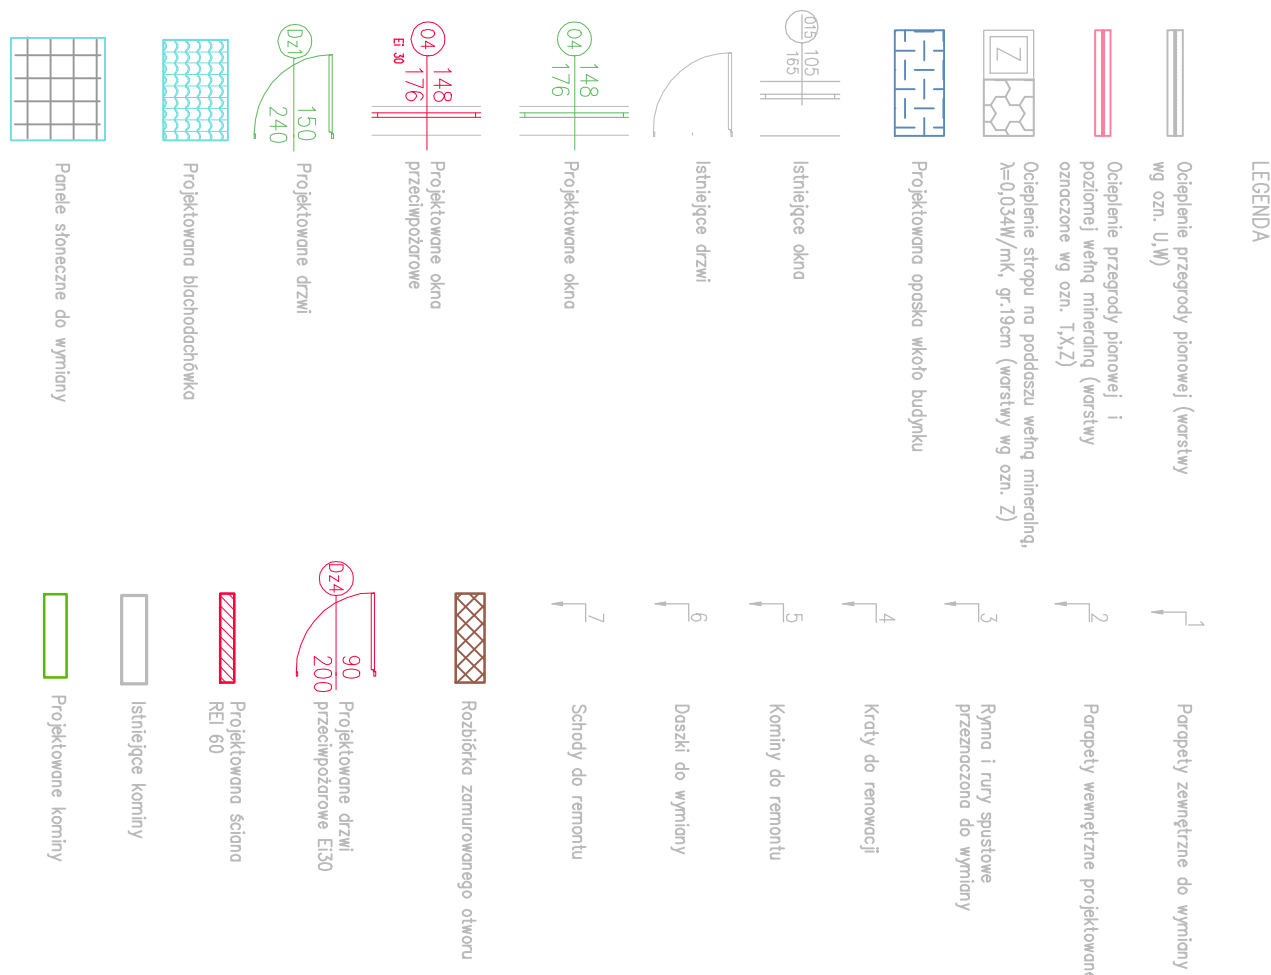 LEGENDA
Ocieplenie przegrody pionowej (warstwy
wg ozn. U,W)
Ocieplenie przegrody pionowej i
poziomej wełną mineralną (warstwy
oznaczone wg ozn. T,X,Z)
Z
Ocieplenie stropu na poddaszu wełną mineralną,
λ=0,034W/mK, gr.19cm (warstwy wg ozn. Z)
Projektowana opaska wkoło budynku
015
105
165
Istniejące okna
Istniejące drzwi
04
148
176
Projektowane okna
04
148
176
Ei 30
Projektowane okna
przeciwpożarowe
Dz1
150
240
Projektowane drzwi
Projektowana blachodachówka
Panele słoneczne do wymiany
1
Parapety zewnętrzne do wymiany
2
Parapety wewnętrzne projektowane
3
Rynna i rury spustowe
przeznaczona do wymiany
4
Kraty do renowacji
5
Kominy do remontu
6
Daszki do wymiany
7
Schody do remontu
Rozbiórka zamurowanego otworu
Dz4
90
200
Projektowane drzwi
przeciwpożarowe Ei30
Projektowana ściana
REI 60
Istniejące kominy
Projektowane kominy